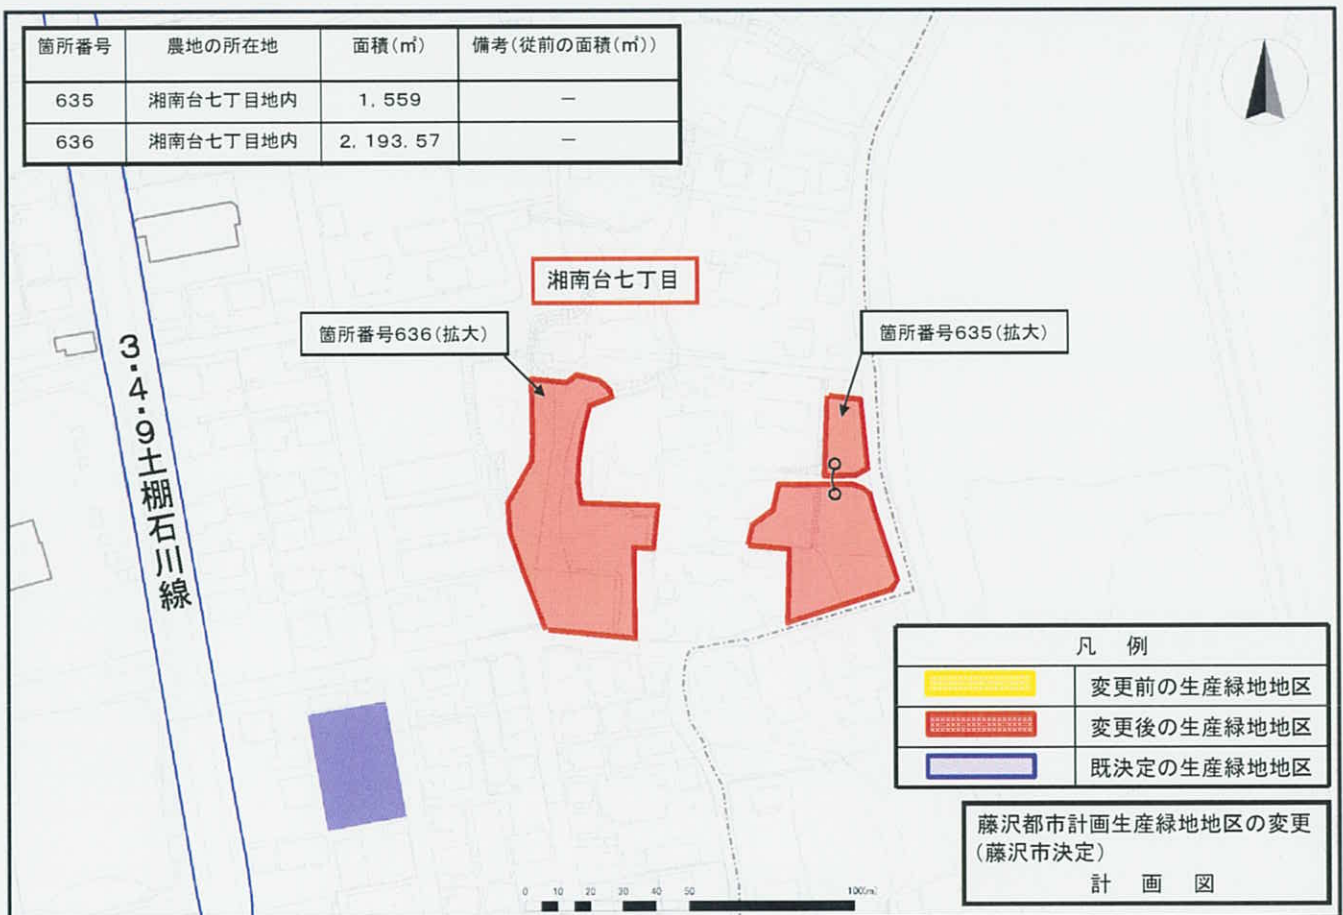 箇所番号 農地の所在地 面積(㎡) 備考(従前の面積(㎡))
635 湘南台七丁目地内 1,559 －
636 湘南台七丁目地内 2,193.57 －
湘南台七丁目
箇所番号636(拡大)
箇所番号635(拡大)
3・4・9土棚石川線
凡 例
変更前の生産緑地地区
変更後の生産緑地地区
既決定の生産緑地地区
藤沢都市計画生産緑地地区の変更
(藤沢市決定)
計 画 図
0 10 20 30 40 50 100(m)